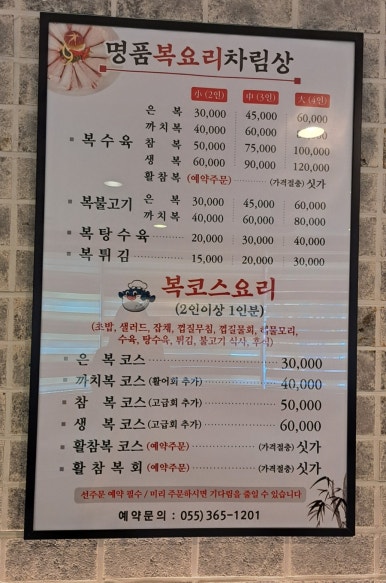 명품복요리차림상
小 (2인) 中 (3인) 大 (4인)
복수육
은 복 30,000 45,000 60,000
까치복 40,000 60,000
참 복 50,000 75,000 100,000
생 복 60,000 90,000 120,000
활참복 (예약주문) (가격절충) 싯가
복불고기
은 복 30,000 45,000 60,000
까치복 40,000 60,000 80,000
복탕수육 20,000 30,000 40,000
복튀김 15,000 20,000 30,000
복코스요리
(2인이상 1인분)
(초밥, 샐러드, 잡채, 껍질무침, 껍질물회,
수육, 탕수육, 튀김, 불고기 식사, 후식)
은 복코스 30,000
까치복코스 (활어회 추가) 40,000
참 복코스 (고급회 추가) 50,000
생 복코스 (고급회 추가) 60,000
활참복코스 (예약주문) (가격절충) 싯가
활참복회 (예약주문) (가격절충) 싯가
선주문 예약 필수 / 미리 주문하시면 기다림을 줄일 수 있습니다
예약문의 : 055) 365-1201